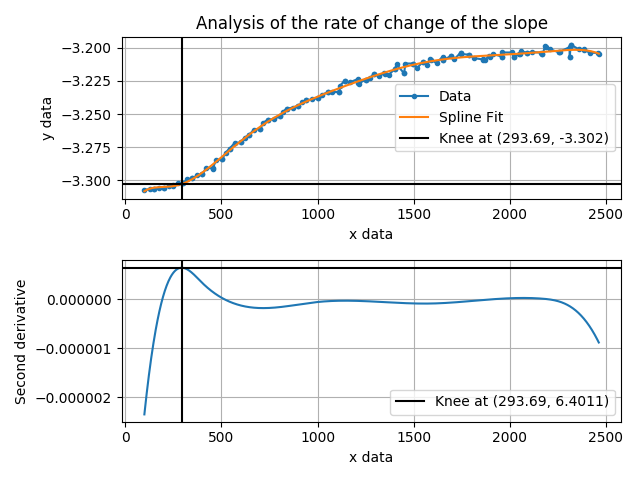 Analysis of the rate of change of the slope
−3.200
−3.225
−3.250
−3.275
−3.300
y data
Data
Spline Fit
Knee at (293.69, -3.302)
0 500 1000 1500 2000 2500
x data
0.000000
−0.000001
−0.000002
Second derivative
Knee at (293.69, 6.4011)
0 500 1000 1500 2000 2500
x data